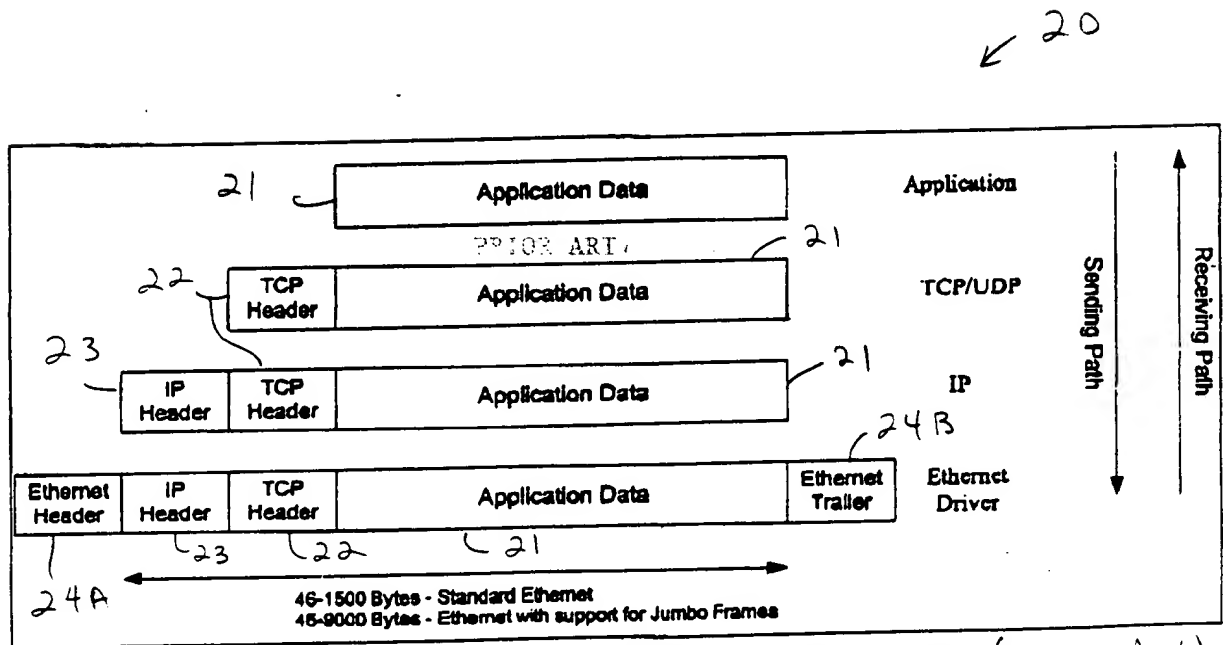 20
21
Application Data
Application
PRIOR ART
22
TCP Header
Application Data
21
TCP/UDP
23
IP Header
TCP Header
Application Data
21
IP
24B
Ethernet Header
IP Header
TCP Header
Application Data
Ethernet Trailer
Ethernet Driver
24A
23
22
21
46-1500 Bytes - Standard Ethernet
46-9000 Bytes - Ethernet with support for Jumbo Frames
Sending Path
Receiving Path